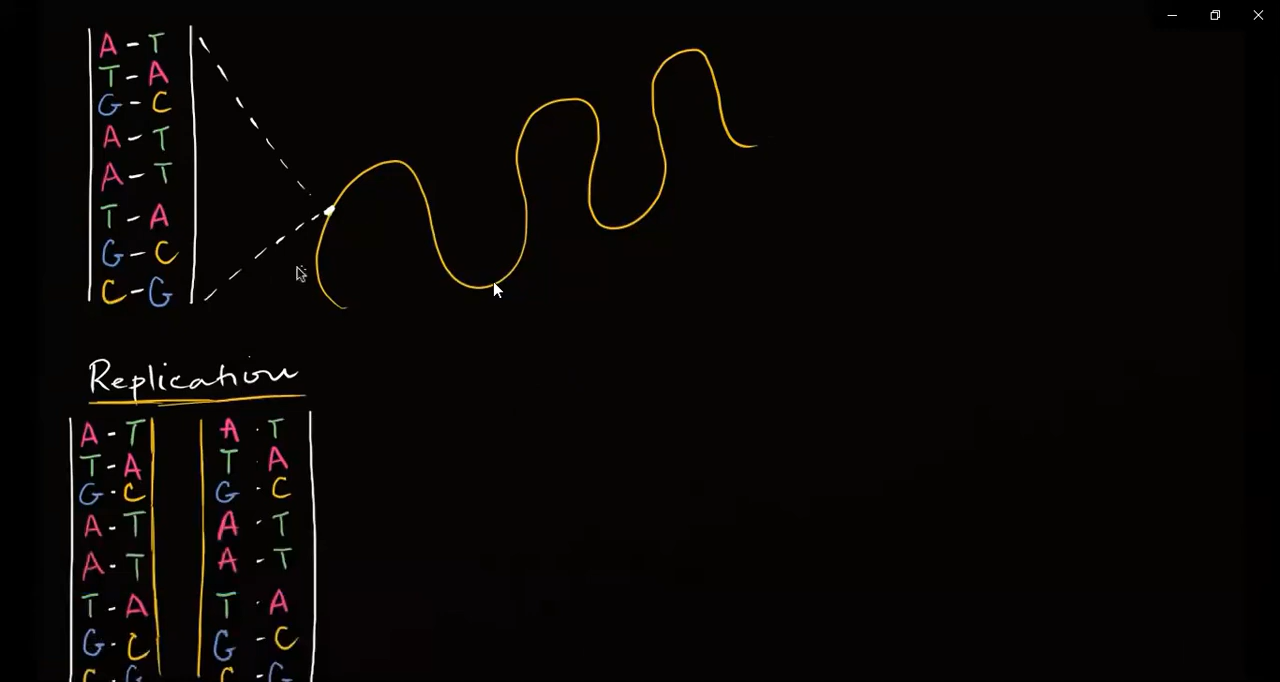 A - T
T - A
G - C
A - T
A - T
T - A
G - C
C - G
Replication
A - T A · T
T - A T · A
G · C G · C
A - T A · T
A - T A - T
T - A T · A
G · C G - C
C - G C - G